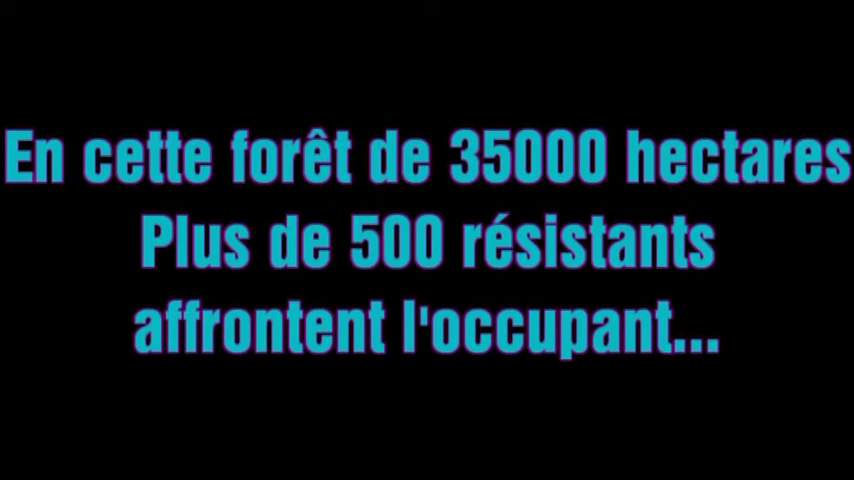 En cette forêt de 35000 hectares
Plus de 500 résistants
affrontent l'occupant...